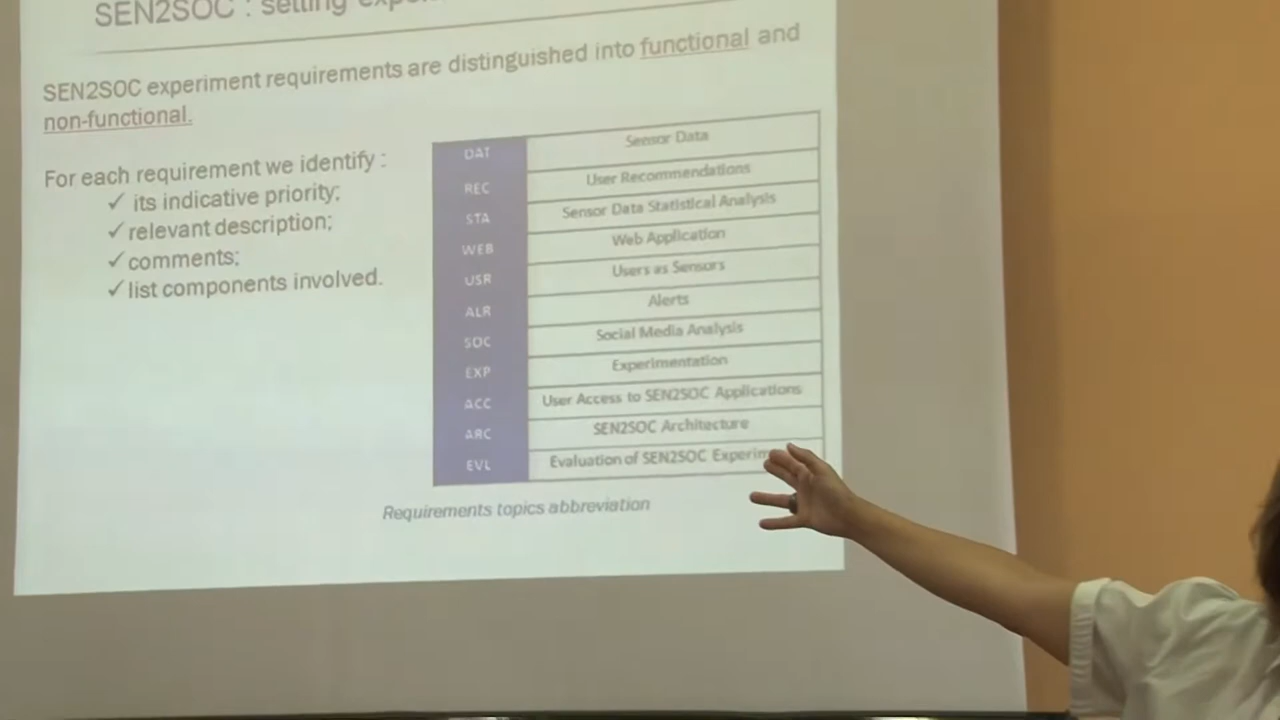 SEN2SOC : setting
SEN2SOC experiment requirements are distinguished into functional and
non-functional.
For each requirement we identify :
✓ its indicative priority;
✓ relevant description;
✓ comments;
✓ list components involved.
DAT Sensor Data
REC User Recommendations
STA Sensor Data Statistical Analysis
WEB Web Application
USR Users as Sensors
ALR Alerts
SOC Social Media Analysis
EXP Experimentation
ACC User Access to SEN2SOC Applications
ARC SEN2SOC Architecture
EVL Evaluation of SEN2SOC
Requirements topics abbreviation